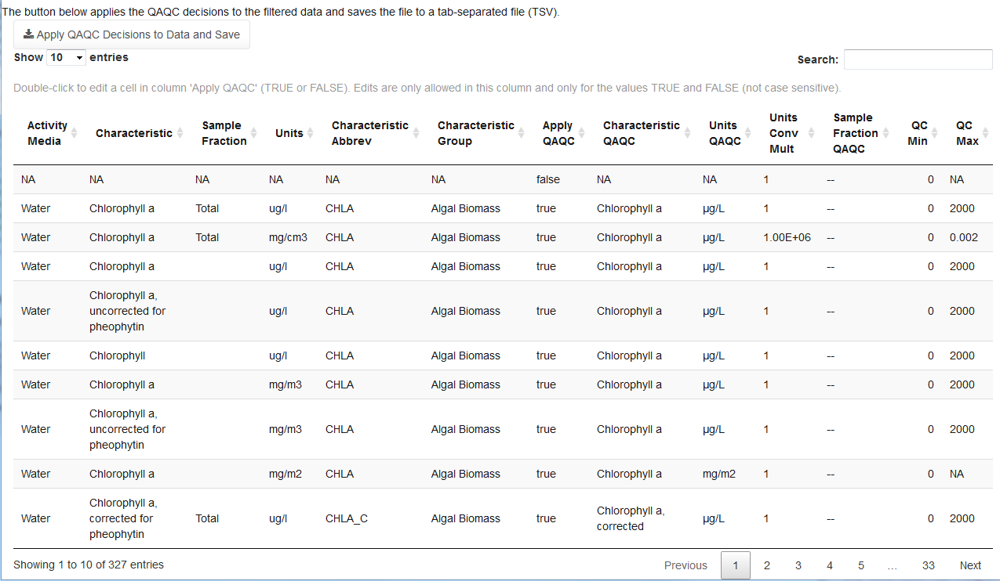 The button below applies the QAQC decisions to the filtered data and saves the file to a tab-separated file (TSV).
Apply QAQC Decisions to Data and Save
Show 10 entries Search:
Double-click to edit a cell in column 'Apply QAQC' (TRUE or FALSE). Edits are only allowed in this column and only for the values TRUE and FALSE (not case sensitive).
Activity Media Characteristic Sample Fraction Units Characteristic Abbrev Characteristic Group Apply QAQC Characteristic QAQC Units QAQC Units Conv Mult Sample Fraction QAQC QC Min QC Max
NA NA NA NA NA NA false NA NA 1 -- 0 NA
Water Chlorophyll a Total ug/l CHLA Algal Biomass true Chlorophyll a µg/L 1 -- 0 2000
Water Chlorophyll a Total mg/cm3 CHLA Algal Biomass true Chlorophyll a µg/L 1.00E+06 -- 0 0.002
Water Chlorophyll a ug/l CHLA Algal Biomass true Chlorophyll a µg/L 1 -- 0 2000
Water Chlorophyll a, uncorrected for pheophytin ug/l CHLA Algal Biomass true Chlorophyll a µg/L 1 -- 0 2000
Water Chlorophyll ug/l CHLA Algal Biomass true Chlorophyll a µg/L 1 -- 0 2000
Water Chlorophyll a mg/m3 CHLA Algal Biomass true Chlorophyll a µg/L 1 -- 0 2000
Water Chlorophyll a, uncorrected for pheophytin mg/m3 CHLA Algal Biomass true Chlorophyll a µg/L 1 -- 0 2000
Water Chlorophyll a mg/m2 CHLA Algal Biomass true Chlorophyll a mg/m2 1 -- 0 NA
Water Chlorophyll a, corrected for pheophytin Total ug/l CHLA_C Algal Biomass true Chlorophyll a, corrected µg/L 1 -- 0 2000
Showing 1 to 10 of 327 entries Previous 1 2 3 4 5 … 33 Next